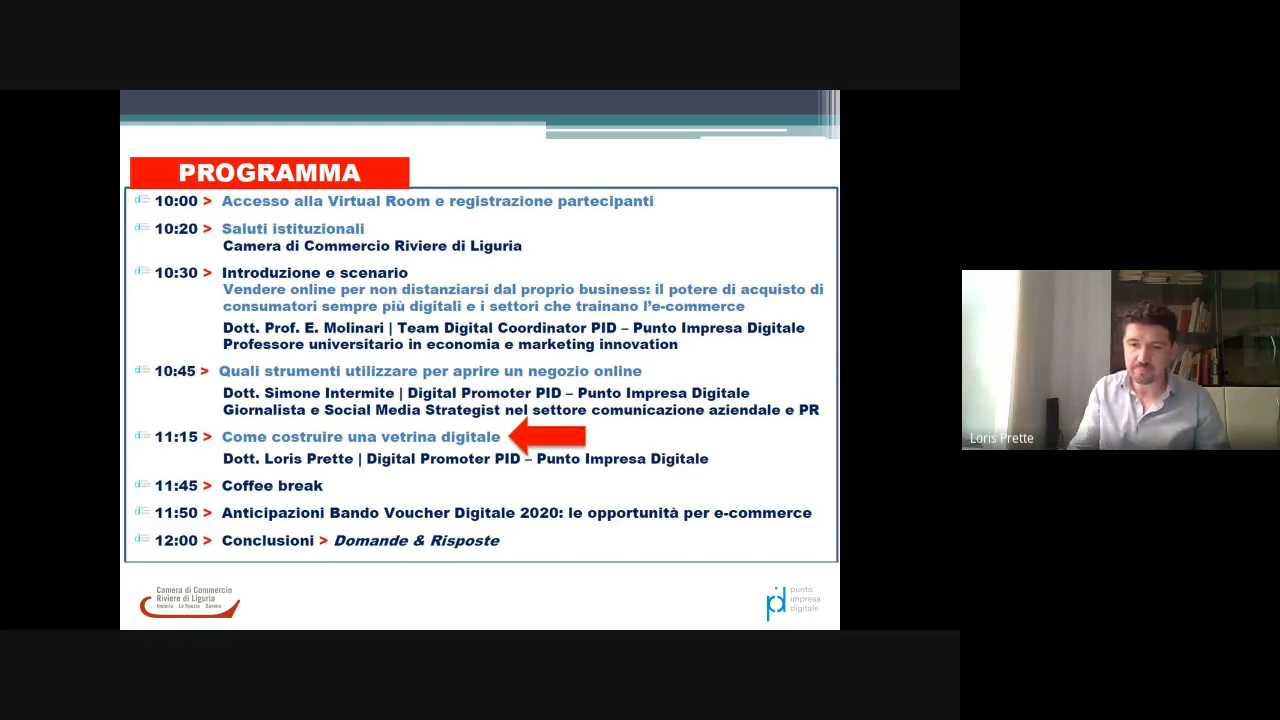 PROGRAMMA
10:00 > Accesso alla Virtual Room e registrazione partecipanti
10:20 > Saluti istituzionali
Camera di Commercio Riviere di Liguria
10:30 > Introduzione e scenario
Vendere online per non distanziarsi dal proprio business: il potere di acquisto di
consumatori sempre più digitali e i settori che trainano l'e-commerce
Dott. Prof. E. Molinari | Team Digital Coordinator PID – Punto Impresa Digitale
Professore universitario in economia e marketing innovation
10:45 > Quali strumenti utilizzare per aprire un negozio online
Dott. Simone Intermite | Digital Promoter PID – Punto Impresa Digitale
Giornalista e Social Media Strategist nel settore comunicazione aziendale e PR
11:15 > Come costruire una vetrina digitale
Dott. Loris Prette | Digital Promoter PID – Punto Impresa Digitale
11:45 > Coffee break
11:50 > Anticipazioni Bando Voucher Digitale 2020: le opportunità per e-commerce
12:00 > Conclusioni > Domande & Risposte
Camera di Commercio
Riviere di Liguria
Imperia La Spezia Savona
pid
punto
impresa
digitale
Loris Prette